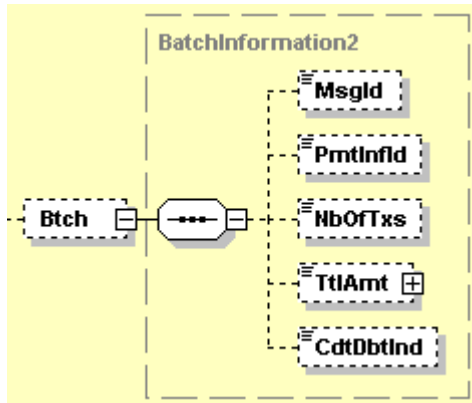 BatchInformation2
MsgId
PmtInfId
NbOfTxs
Btch
TtlAmt
CdtDbtInd